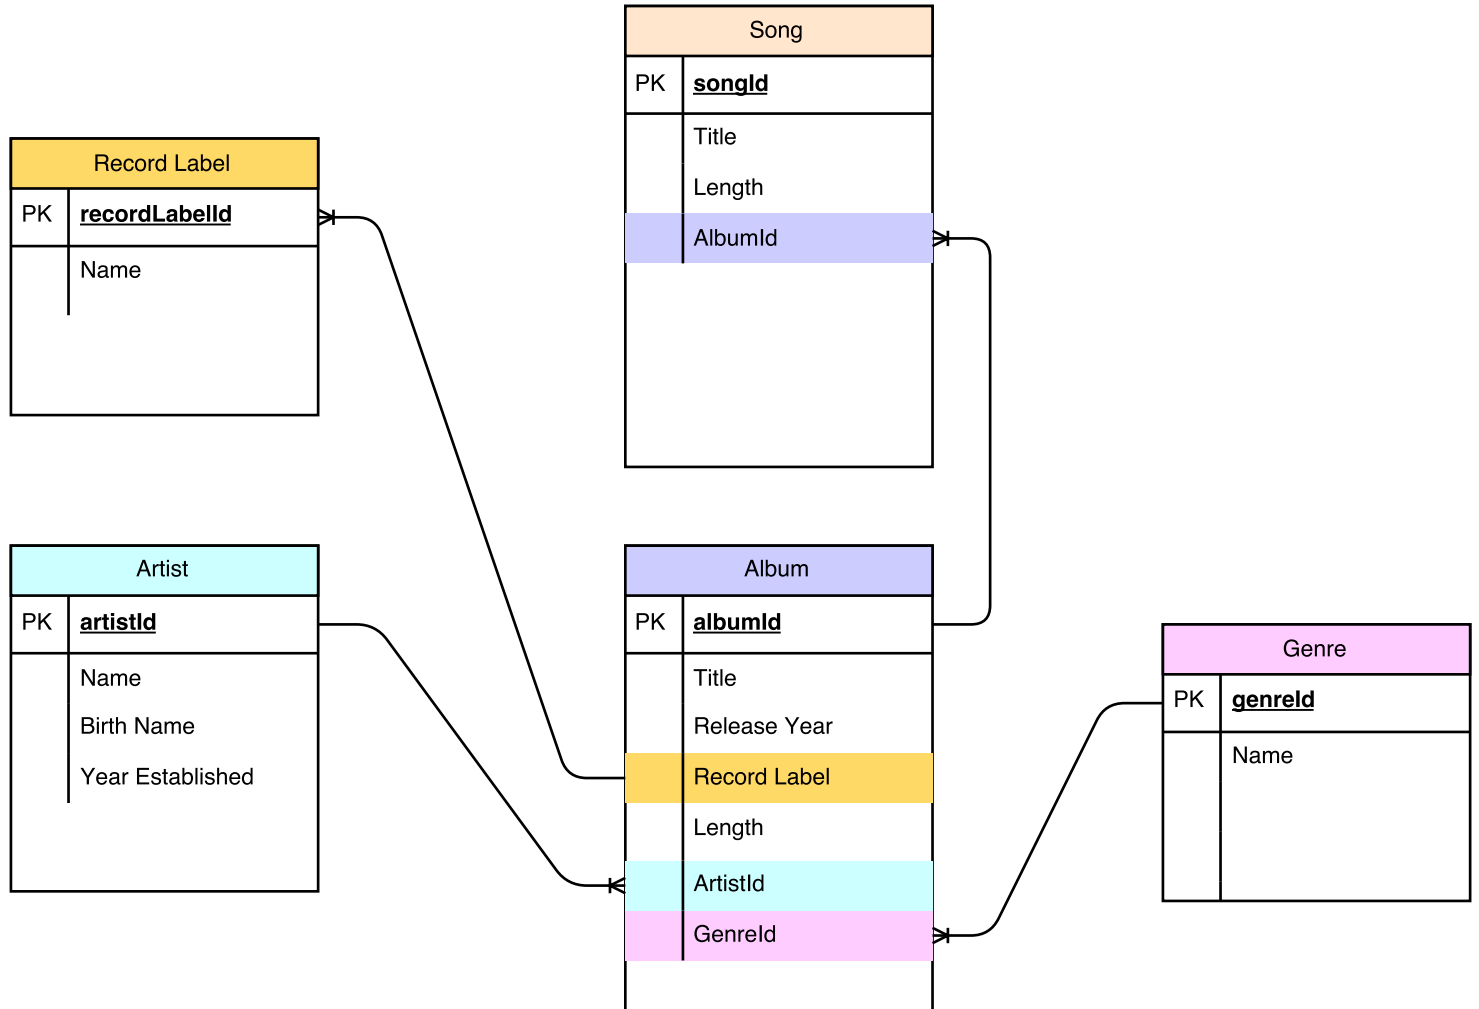 Song
PK songId
Title
Length
AlbumId
Record Label
PK recordLabelId
Name
Artist
PK artistId
Name
Birth Name
Year Established
Album
PK albumId
Title
Release Year
Record Label
Length
ArtistId
GenreId
Genre
PK genreId
Name